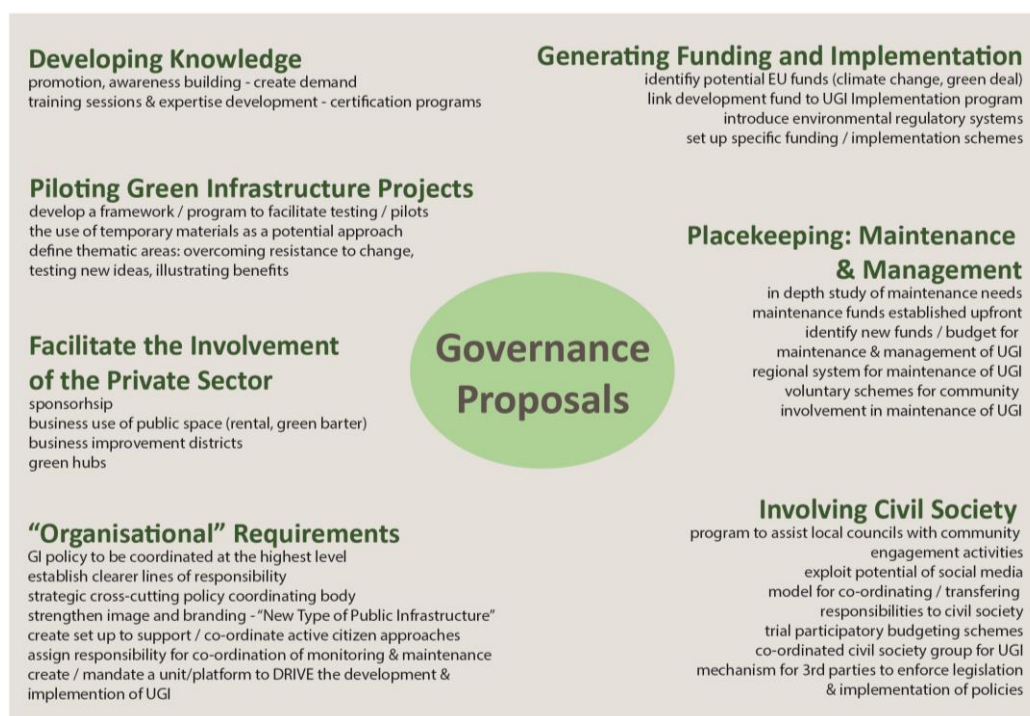 Developing Knowledge
promotion, awareness building - create demand
training sessions & expertise development - certification programs
Piloting Green Infrastructure Projects
develop a framework / program to facilitate testing / pilots
the use of temporary materials as a potential approach
define thematic areas: overcoming resistance to change,
testing new ideas, illustrating benefits
Facilitate the Involvement
of the Private Sector
sponsorhsip
business use of public space (rental, green barter)
business improvement districts
green hubs
“Organisational” Requirements
GI policy to be coordinated at the highest level
establish clearer lines of responsibility
strategic cross-cutting policy coordinating body
strengthen image and branding - “New Type of Public Infrastructure”
create set up to support / co-ordinate active citizen approaches
assign responsibility for co-ordination of monitoring & maintenance
create / mandate a unit/platform to DRIVE the development &
implemention of UGI
Governance
Proposals
Generating Funding and Implementation
identifiy potential EU funds (climate change, green deal)
link development fund to UGI Implementation program
introduce environmental regulatory systems
set up specific funding / implementation schemes
Placekeeping: Maintenance
& Management
in depth study of maintenance needs
maintenance funds established upfront
identify new funds / budget for
maintenance & management of UGI
regional system for maintenance of UGI
voluntary schemes for community
involvement in maintenance of UGI
Involving Civil Society
program to assist local councils with community
engagement activities
exploit potential of social media
model for co-ordinating / transfering
responsibilities to civil society
trial participatory budgeting schemes
co-ordinated civil society group for UGI
mechanism for 3rd parties to enforce legislation
& implementation of policies